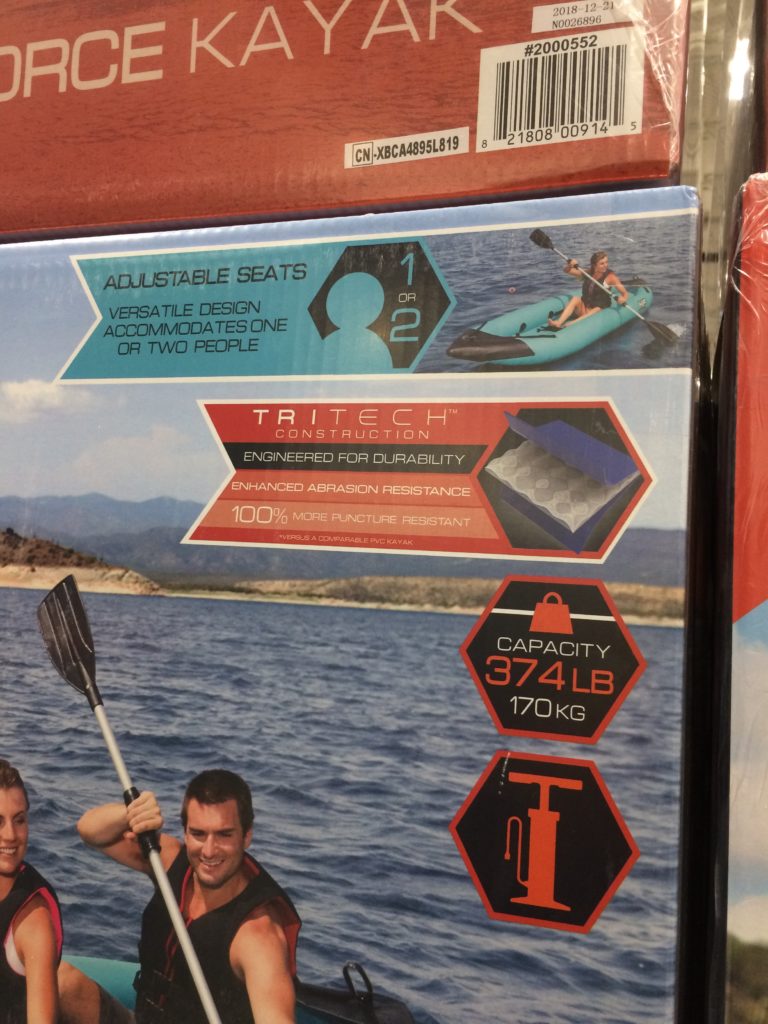 2018-12-21
N0026896
ORCE KAYAK
#2000552
8 21808 00914 5
CN-XBCA4895L819
ADJUSTABLE SEATS
VERSATILE DESIGN
ACCOMMODATES ONE
OR TWO PEOPLE
1
OR
2
TRITECH™
CONSTRUCTION
ENGINEERED FOR DURABILITY
ENHANCED ABRASION RESISTANCE
100% MORE PUNCTURE RESISTANT
*VERSUS A COMPARABLE PVC KAYAK
CAPACITY
374LB
170KG